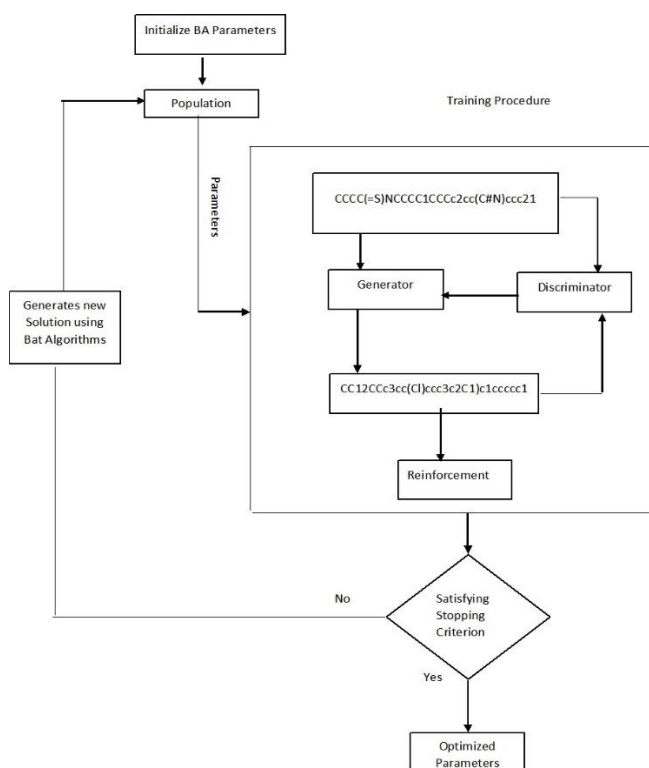 Initialize BA Parameters
Population
Training Procedure
Parameters
CCCC(=S)NCCCC1CCCc2cc(C#N)ccc21
Generator
Discriminator
Generates new
Solution using
Bat Algorithms
CC12CCc3cc(Cl)ccc3c2C1)c1ccccc1
Reinforcement
No
Satisfying
Stopping
Criterion
Yes
Optimized
Parameters